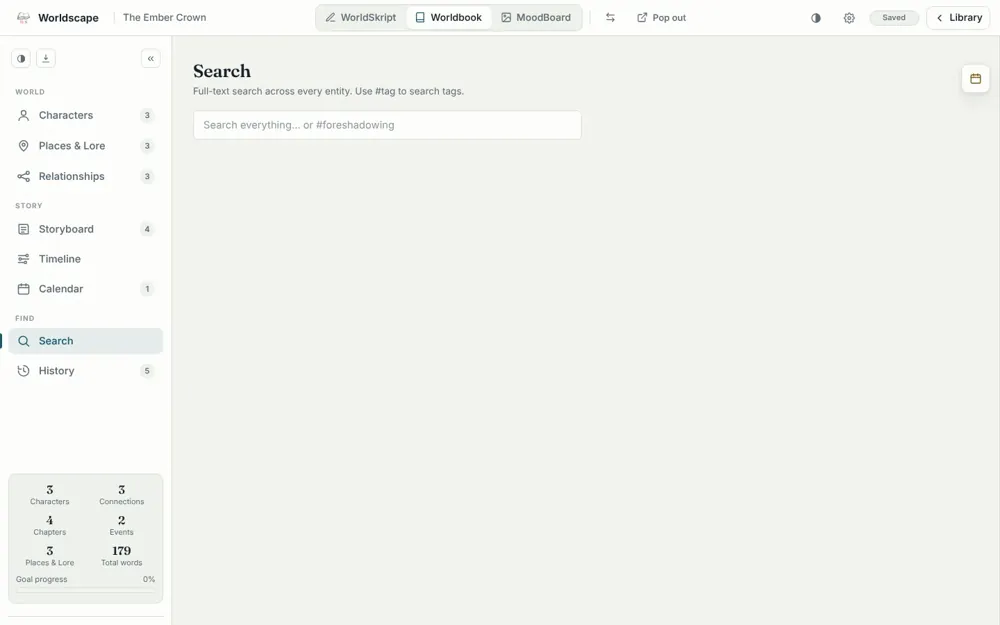 Worldscape
The Ember Crown
WorldSkript
Worldbook
MoodBoard
Pop out
Saved
Library
WORLD
Characters 3
Places & Lore 3
Relationships 3
STORY
Storyboard 4
Timeline
Calendar 1
FIND
Search
History 5
3 3
Characters Connections
4 2
Chapters Events
3 179
Places & Lore Total words
Goal progress 0%
Search
Full-text search across every entity. Use #tag to search tags.
Search everything... or #foreshadowing